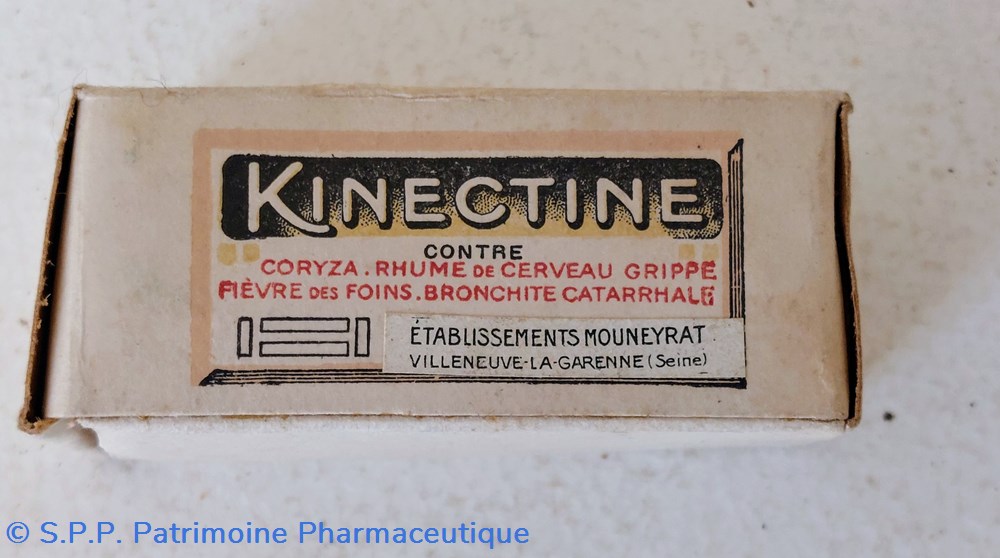 KINECTINE
CONTRE
CORYZA . RHUME DE CERVEAU GRIPPE
FIÈVRE DES FOINS . BRONCHITE CATARRHALE
ÉTABLISSEMENTS MOUNEYRAT
VILLENEUVE-LA-GARENNE (Seine)
© S.P.P. Patrimoine Pharmaceutique